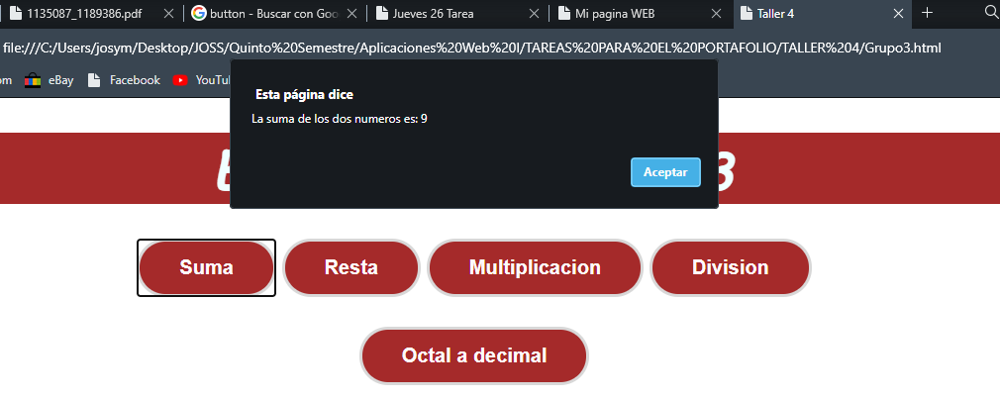 1135087_1189386.pdf
button - Buscar con Goo
Jueves 26 Tarea
Mi pagina WEB
Taller 4
file:///C:/Users/josym/Desktop/JOSS/Quinto%20Semestre/Aplicaciones%20Web%20I/TAREAS%20PARA%20EL%20PORTAFOLIO/TALLER%204/Grupo3.html
om
eBay
Facebook
YouTu
Esta página dice
La suma de los dos numeros es: 9
Aceptar
3
Suma
Resta
Multiplicacion
Division
Octal a decimal